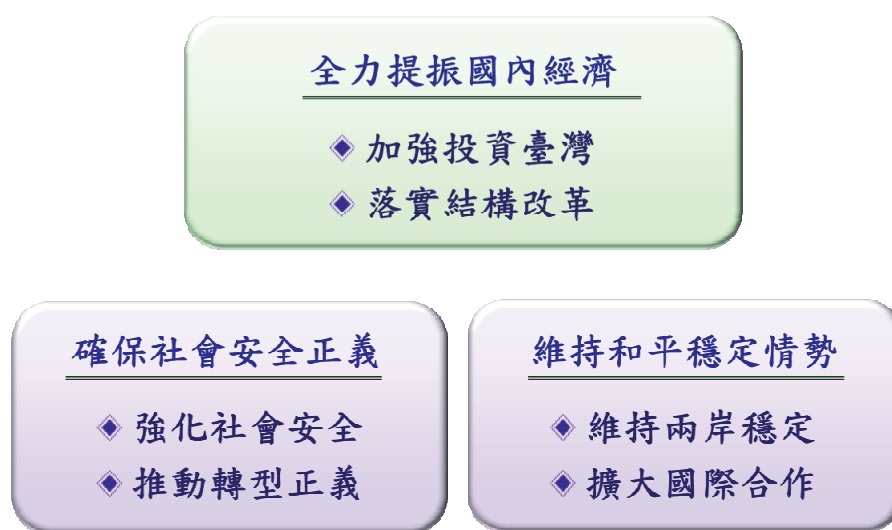 全力提振國內經濟
◈ 加強投資臺灣
◈ 落實結構改革
確保社會安全正義
◈ 強化社會安全
◈ 推動轉型正義
維持和平穩定情勢
◈ 維持兩岸穩定
◈ 擴大國際合作